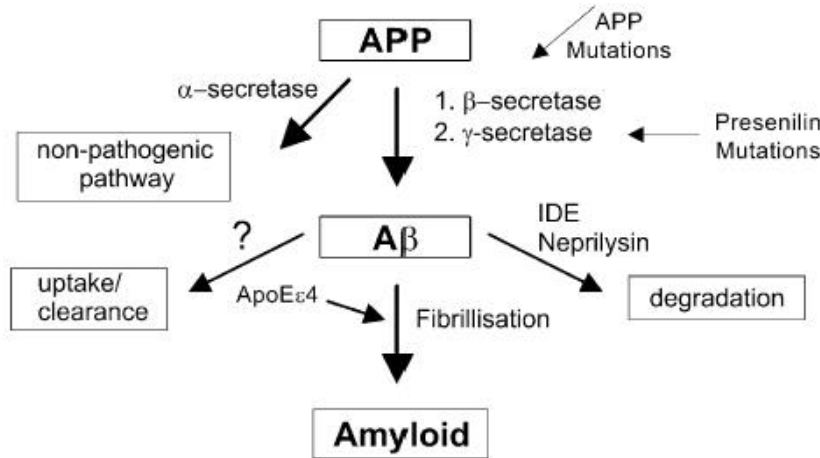 APP
APP
Mutations
α–secretase
1. β–secretase
2. γ-secretase
Presenilin
Mutations
non-pathogenic
pathway
?
Aβ
IDE
Neprilysin
uptake/
clearance
ApoEε4
Fibrillisation
degradation
Amyloid